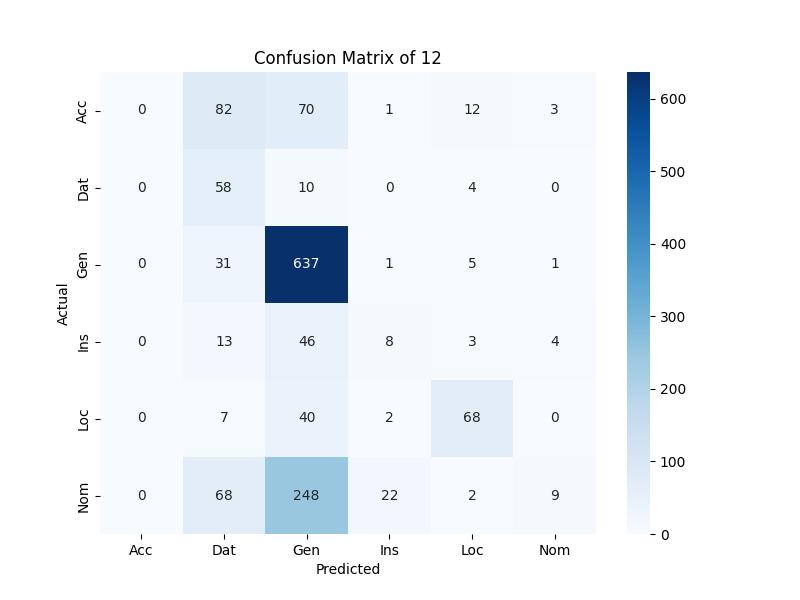 Confusion Matrix of 12
Acc 0 82 70 1 12 3
Dat 0 58 10 0 4 0
Gen 0 31 637 1 5 1
Ins 0 13 46 8 3 4
Loc 0 7 40 2 68 0
Nom 0 68 248 22 2 9
Acc Dat Gen Ins Loc Nom
Predicted
Actual
600
500
400
300
200
100
0